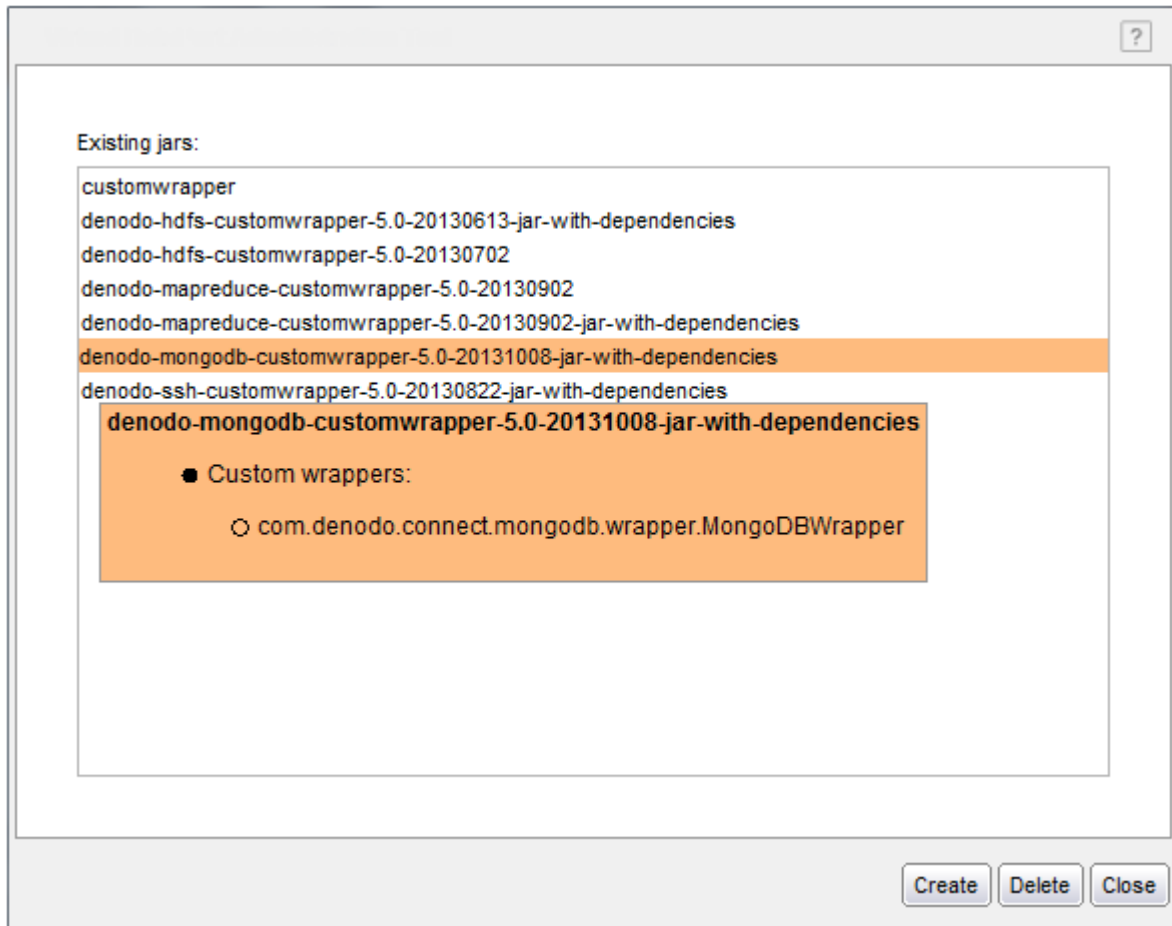 ?
Existing jars:
customwrapper
denodo-hdfs-customwrapper-5.0-20130613-jar-with-dependencies
denodo-hdfs-customwrapper-5.0-20130702
denodo-mapreduce-customwrapper-5.0-20130902
denodo-mapreduce-customwrapper-5.0-20130902-jar-with-dependencies
denodo-mongodb-customwrapper-5.0-20131008-jar-with-dependencies
denodo-ssh-customwrapper-5.0-20130822-jar-with-dependencies
denodo-mongodb-customwrapper-5.0-20131008-jar-with-dependencies
Custom wrappers:
com.denodo.connect.mongodb.wrapper.MongoDBWrapper
Create Delete Close